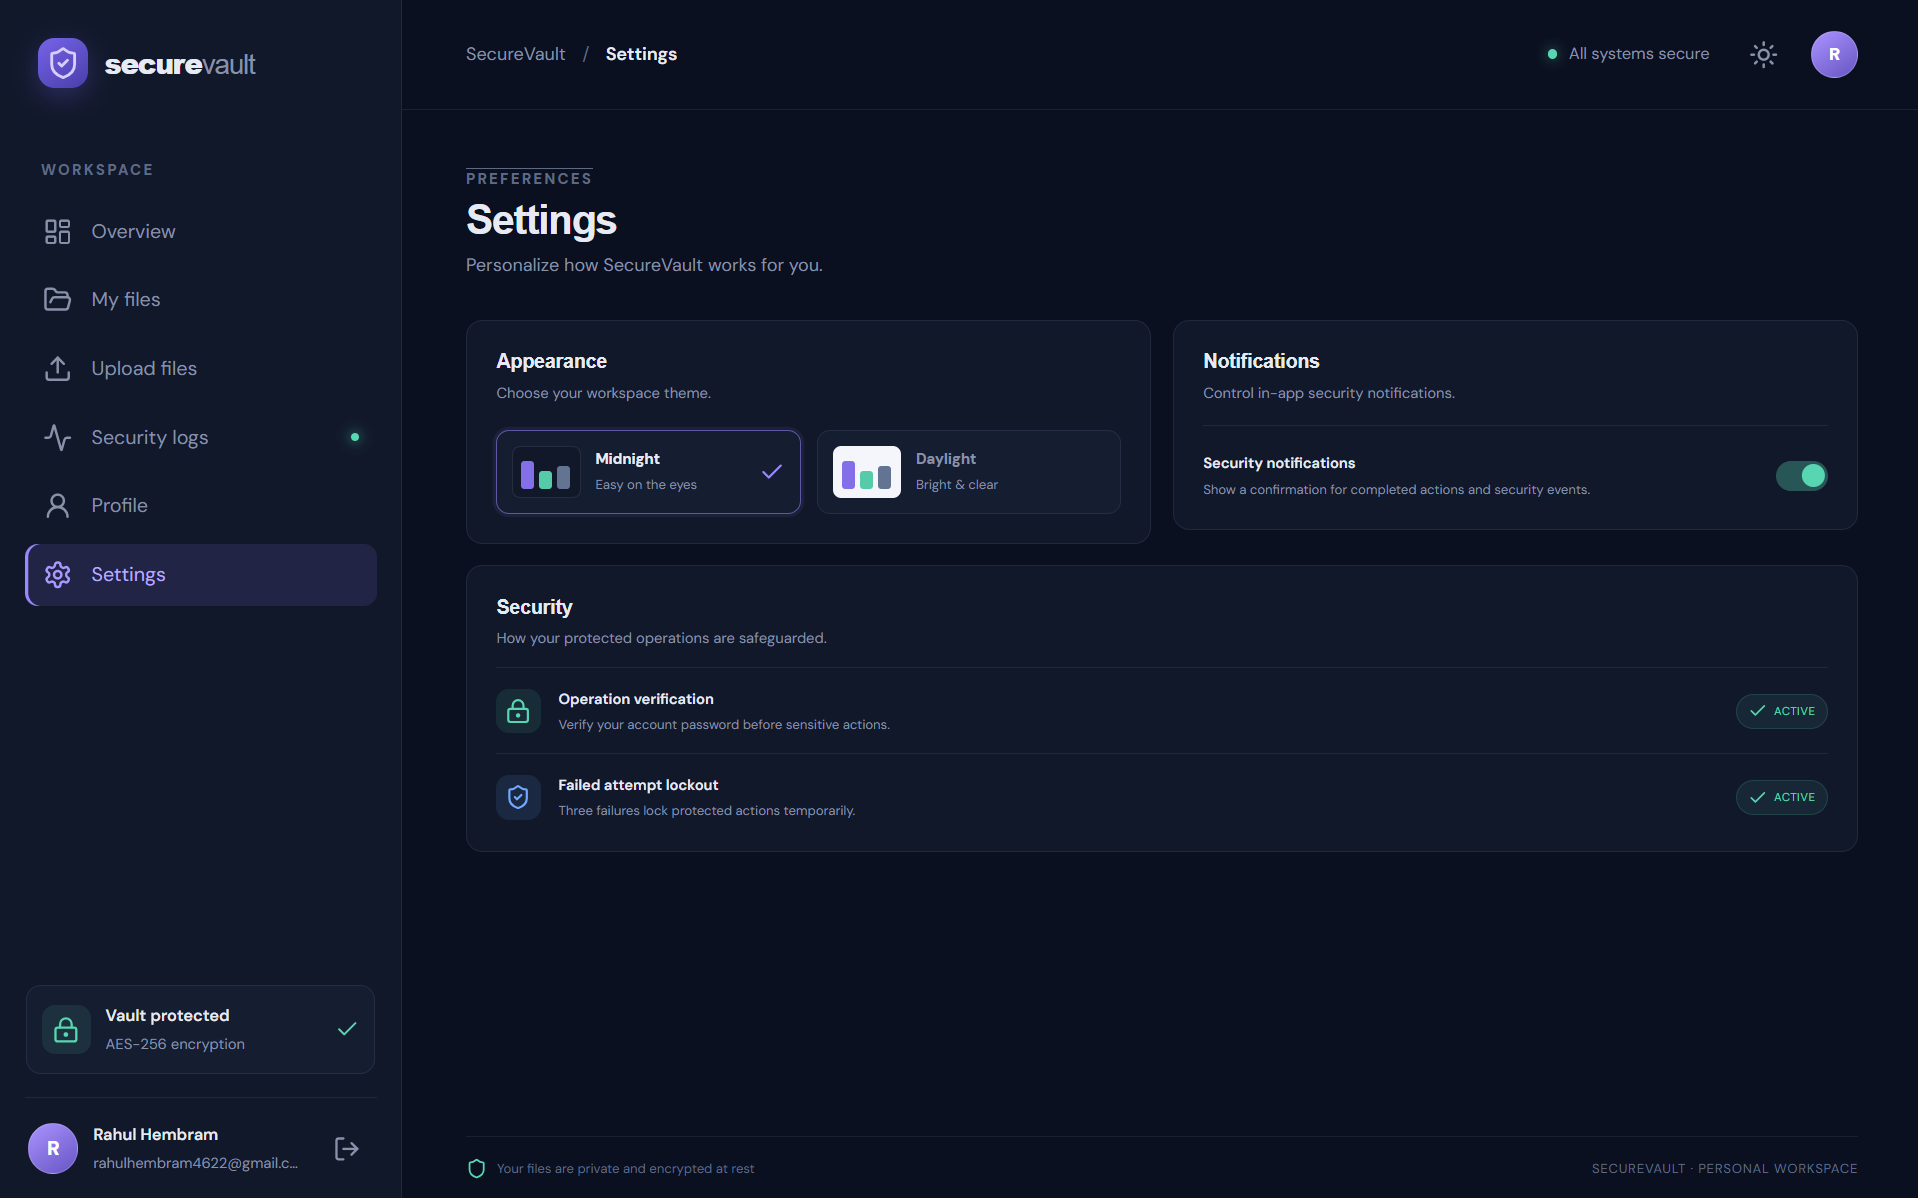 securevault
WORKSPACE
Overview
My files
Upload files
Security logs
Profile
Settings
Vault protected
AES-256 encryption
R
Rahul Hembram
rahulhembram4622@gmail.c...
SecureVault / Settings
All systems secure
R
PREFERENCES
Settings
Personalize how SecureVault works for you.
Appearance
Choose your workspace theme.
Midnight
Easy on the eyes
Daylight
Bright & clear
Notifications
Control in-app security notifications.
Security notifications
Show a confirmation for completed actions and security events.
Security
How your protected operations are safeguarded.
Operation verification
Verify your account password before sensitive actions.
ACTIVE
Failed attempt lockout
Three failures lock protected actions temporarily.
ACTIVE
Your files are private and encrypted at rest
SECUREVAULT · PERSONAL WORKSPACE